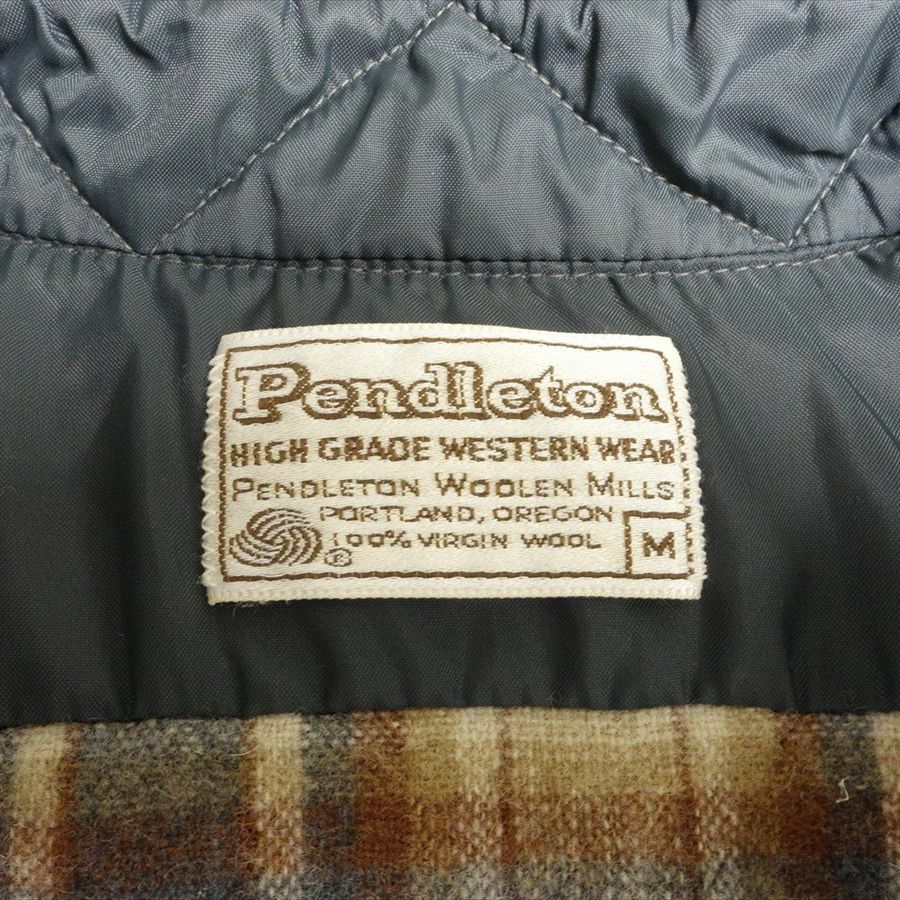 Pendleton
HIGH GRADE WESTERN WEAR
PENDLETON WOOLEN MILLS
PORTLAND, OREGON
100% VIRGIN WOOL
®
M